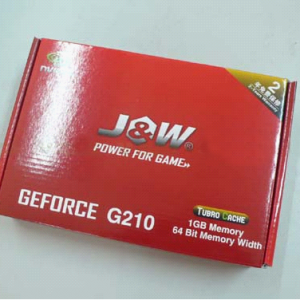 2
J&W®
POWER FOR GAME»
GEFORCE G210
TUBRO CACHE
1GB Memory
64 Bit Memory Width